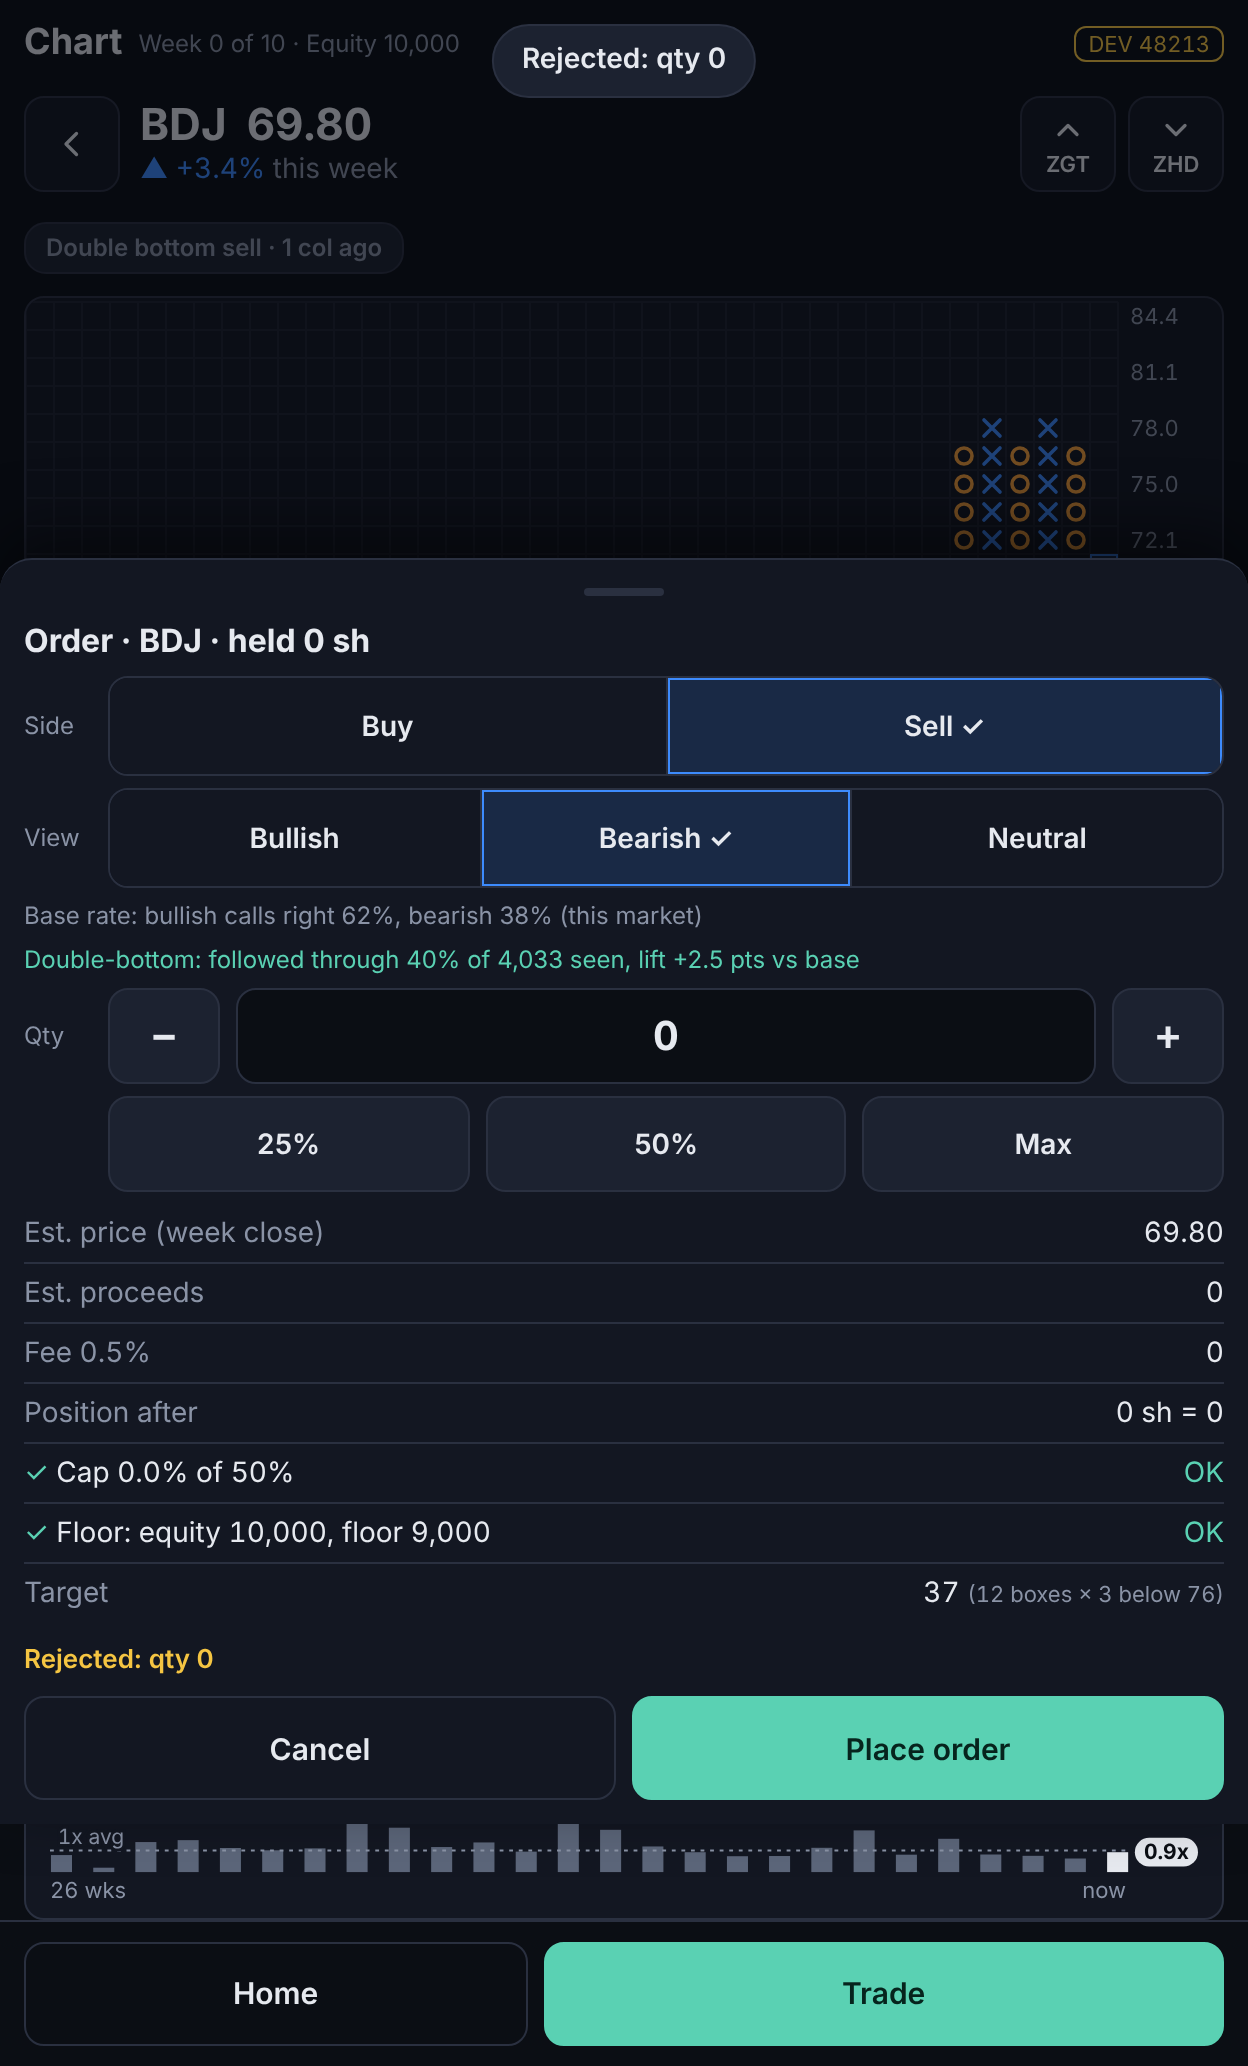 Chart Week 0 of 10 · Equity 10,000
Rejected: qty 0
DEV 48213
BDJ 69.80
▲ +3.4% this week
ZGT
ZHD
Double bottom sell · 1 col ago
84.4
81.1
78.0
75.0
72.1
Order · BDJ · held 0 sh
Side
Buy
Sell ✓
View
Bullish
Bearish ✓
Neutral
Base rate: bullish calls right 62%, bearish 38% (this market)
Double-bottom: followed through 40% of 4,033 seen, lift +2.5 pts vs base
Qty
−
0
+
25%
50%
Max
Est. price (week close) 69.80
Est. proceeds 0
Fee 0.5% 0
Position after 0 sh = 0
✓ Cap 0.0% of 50% OK
✓ Floor: equity 10,000, floor 9,000 OK
Target 37 (12 boxes × 3 below 76)
Rejected: qty 0
Cancel
Place order
1x avg
0.9x
26 wks
now
Home
Trade